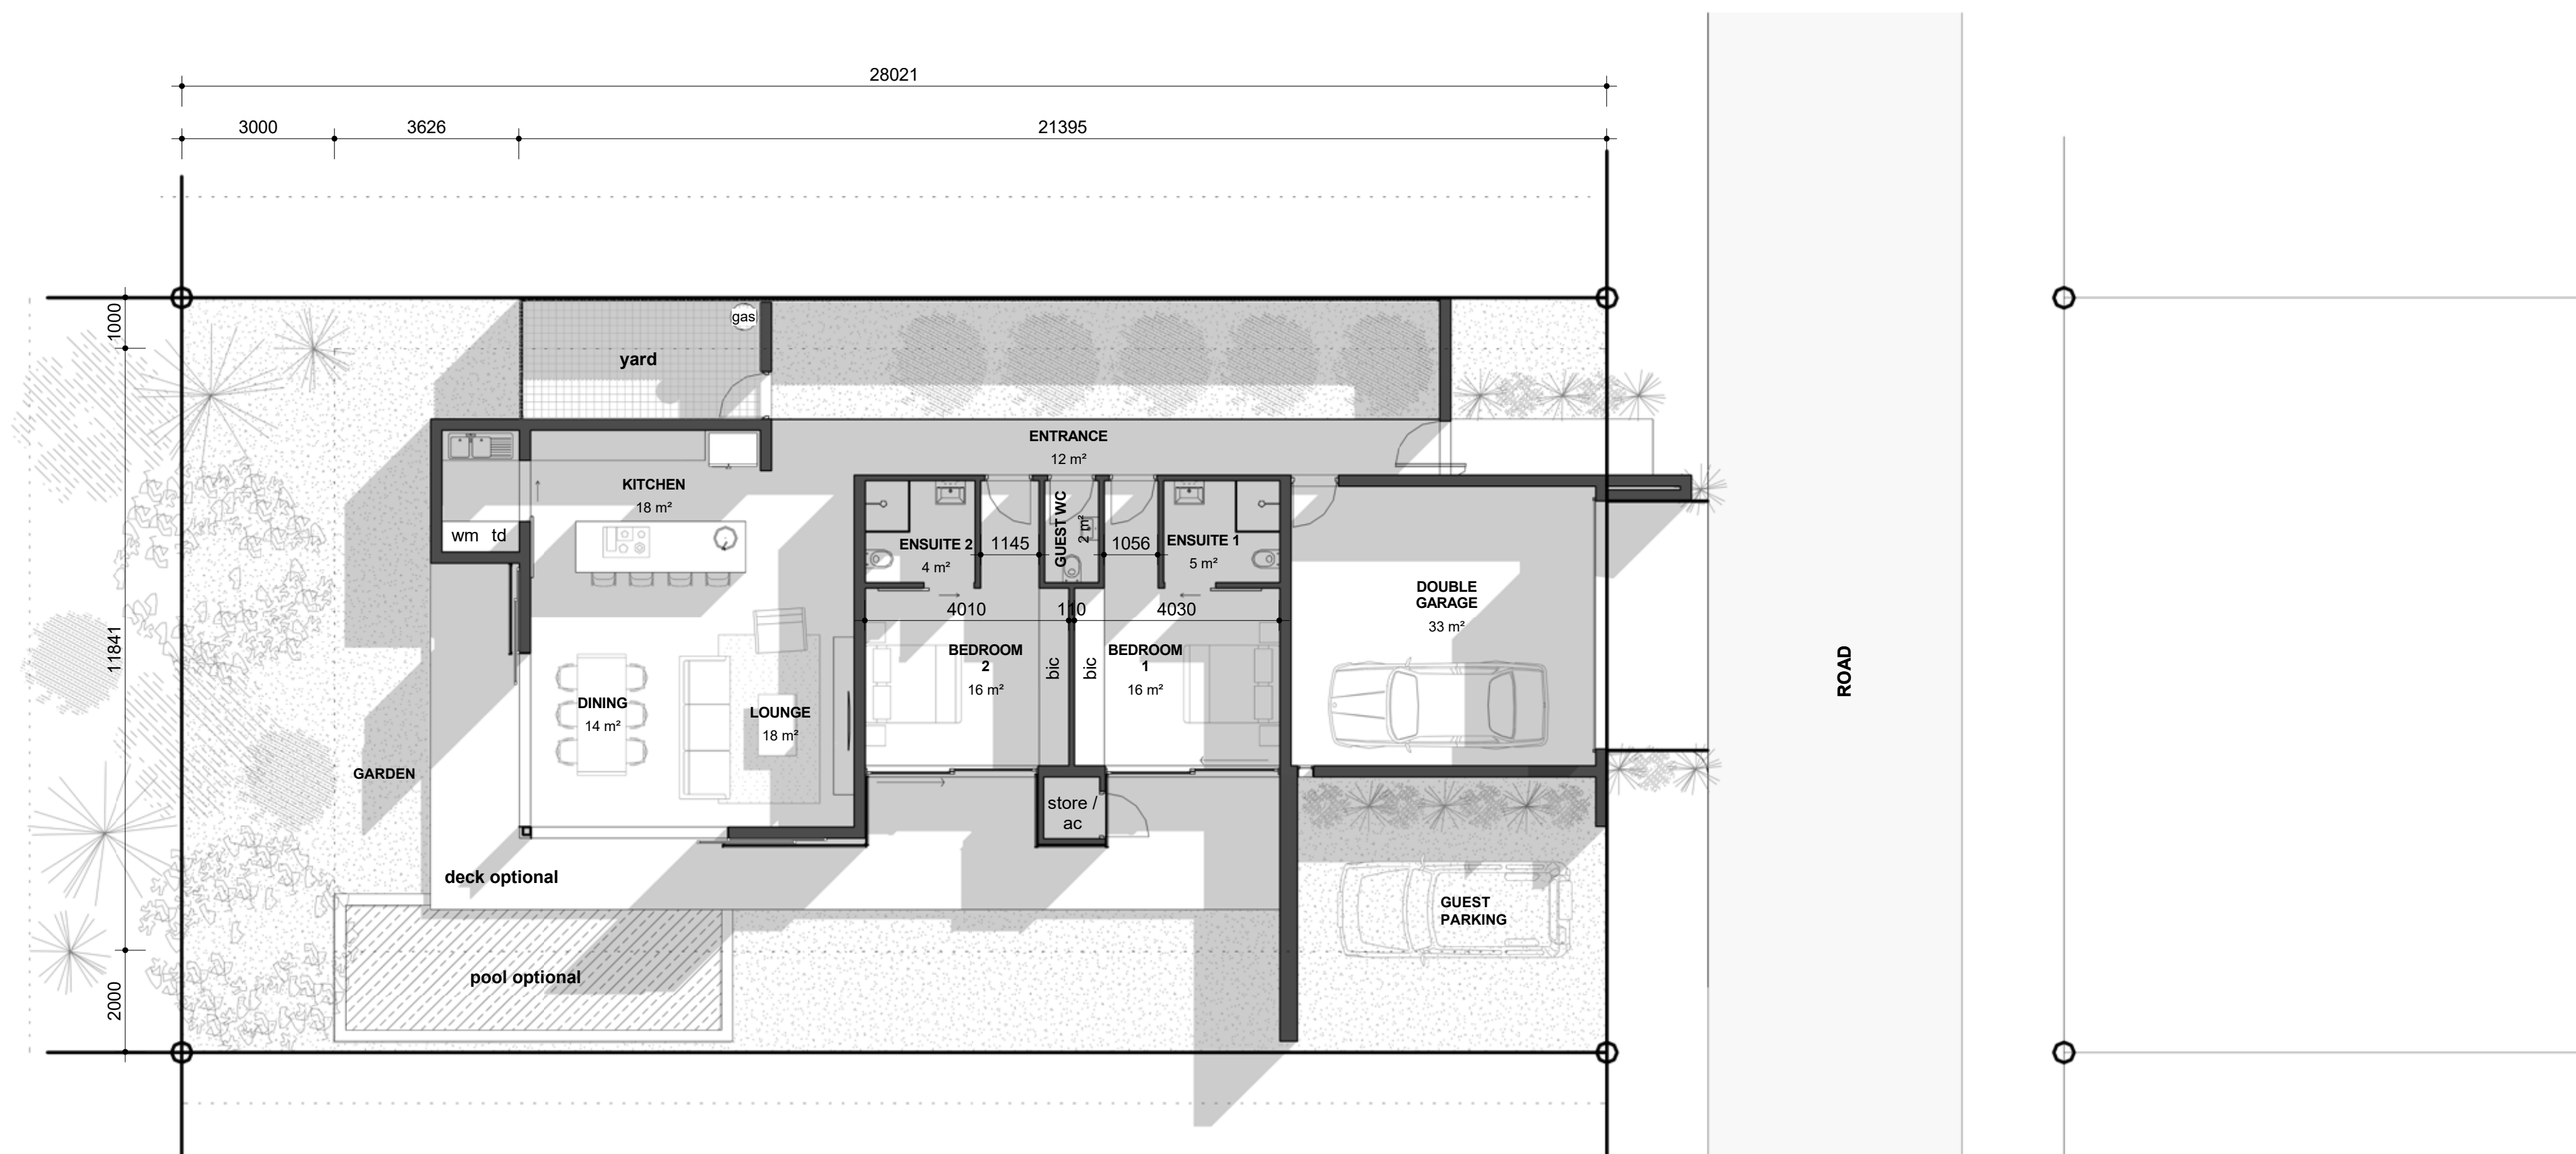 28021
3000
3626
21395
1000
11841
2000
gas
yard
ENTRANCE
12 m²
KITCHEN
18 m²
wm td
ENSUITE 2
4 m²
1145
GUEST WC
2 m²
1056
ENSUITE 1
5 m²
4010
110
4030
DOUBLE
GARAGE
33 m²
BEDROOM
2
16 m²
bic
bic
BEDROOM
1
16 m²
DINING
14 m²
LOUNGE
18 m²
GARDEN
store /
ac
deck optional
pool optional
GUEST
PARKING
ROAD